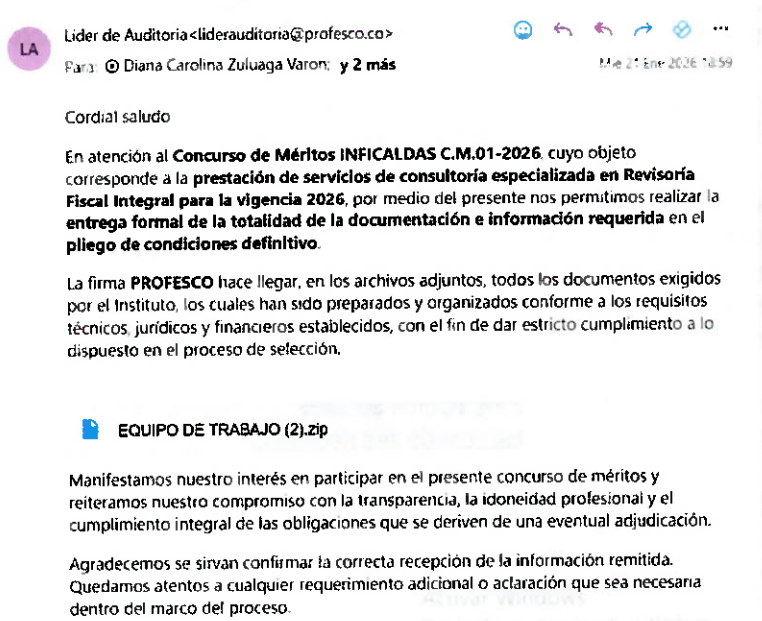 LA
Lider de Auditoria<liderauditoria@profesco.co>
Para: Diana Carolina Zuluaga Varon; y 2 más
Mié 21 Ene 2026 18:59
Cordial saludo
En atención al Concurso de Méritos INFICALDAS C.M.01-2026, cuyo objeto
corresponde a la prestación de servicios de consultoría especializada en Revisoría
Fiscal Integral para la vigencia 2026, por medio del presente nos permitimos realizar la
entrega formal de la totalidad de la documentación e información requerida en el
pliego de condiciones definitivo.
La firma PROFESCO hace llegar, en los archivos adjuntos, todos los documentos exigidos
por el Instituto, los cuales han sido preparados y organizados conforme a los requisitos
técnicos, jurídicos y financieros establecidos, con el fin de dar estricto cumplimiento a lo
dispuesto en el proceso de selección.
EQUIPO DE TRABAJO (2).zip
Manifestamos nuestro interés en participar en el presente concurso de méritos y
reiteramos nuestro compromiso con la transparencia, la idoneidad profesional y el
cumplimiento integral de las obligaciones que se deriven de una eventual adjudicación.
Agradecemos se sirvan confirmar la correcta recepción de la información remitida.
Quedamos atentos a cualquier requerimiento adicional o aclaración que sea necesaria
dentro del marco del proceso.
Activar Windows